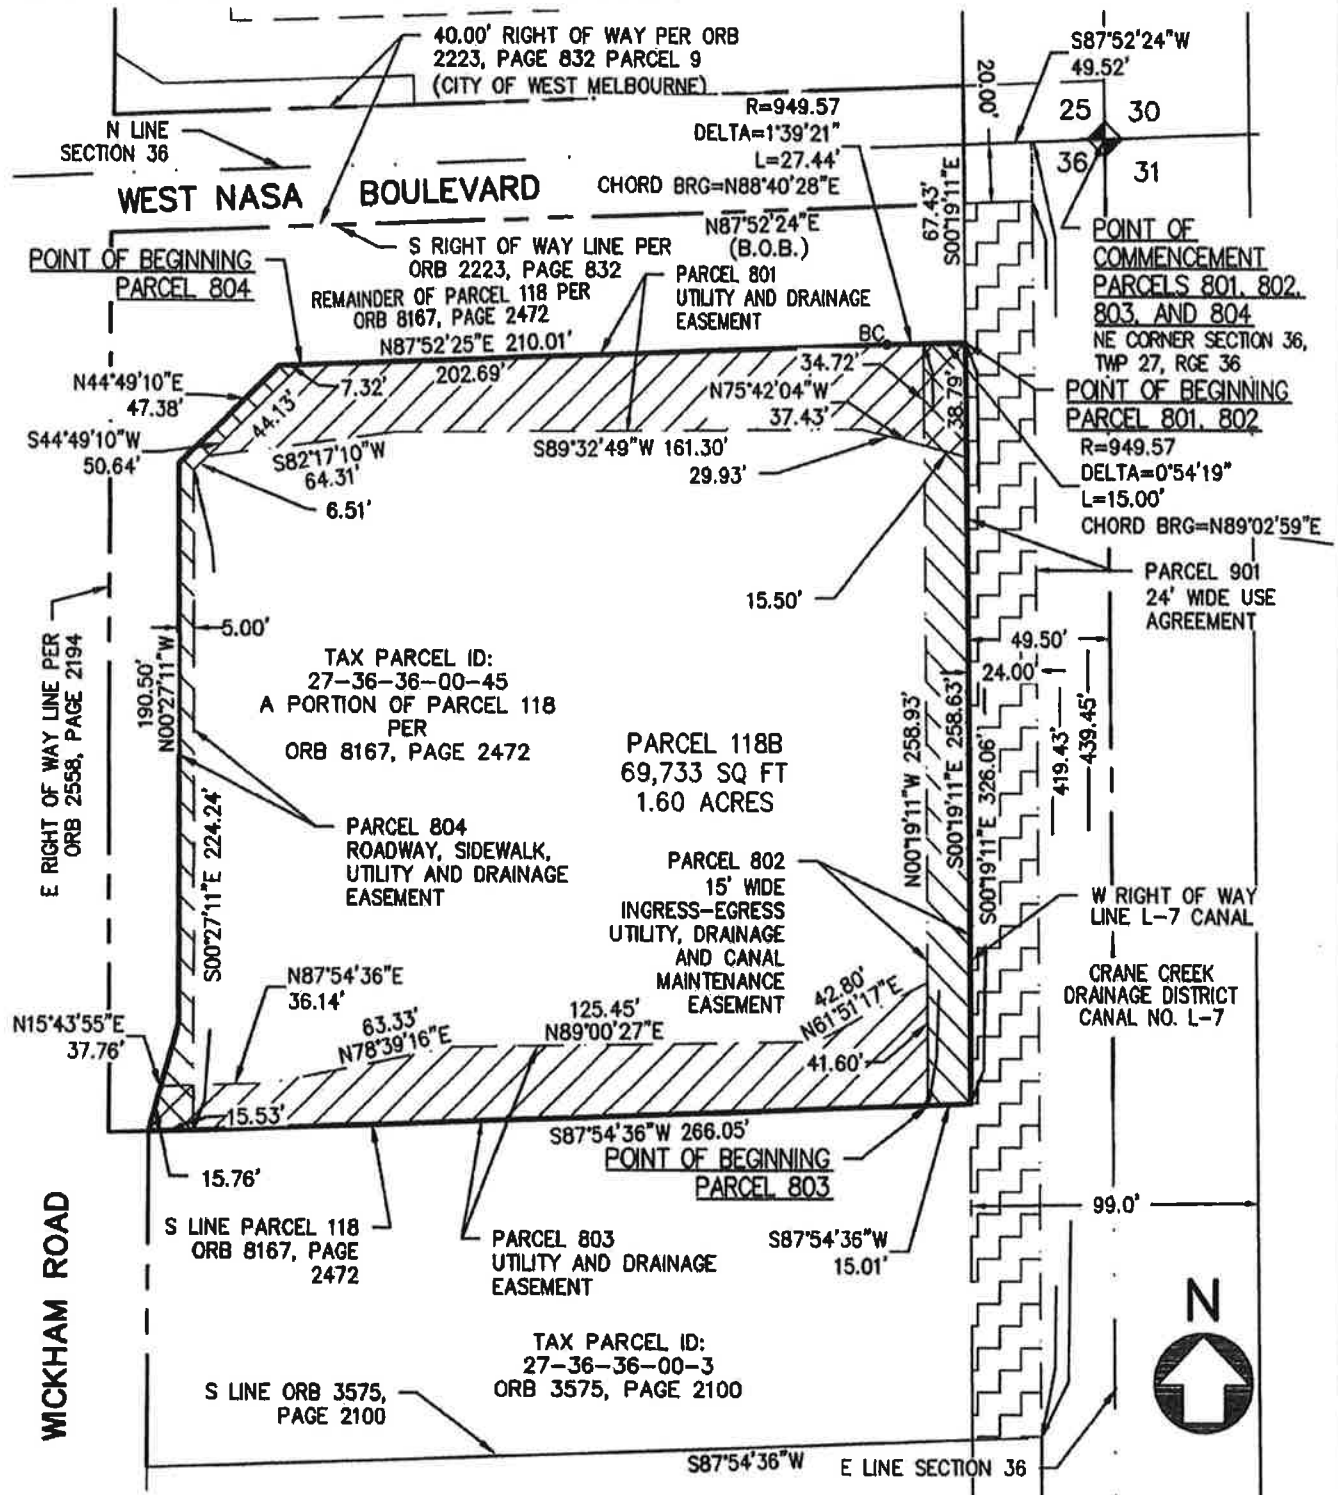 40.00' RIGHT OF WAY PER ORB
2223, PAGE 832 PARCEL 9
(CITY OF WEST MELBOURNE)
S87°52'24"W
49.52'
20.00'
R=949.57
DELTA=1°39'21"
L=27.44'
CHORD BRG=N88°40'28"E
25
30
36
31
N LINE
SECTION 36
WEST NASA BOULEVARD
67.43'
S00°19'11"E
N87°52'24"E
(B.O.B.)
POINT OF BEGINNING
PARCEL 804
S RIGHT OF WAY LINE PER
ORB 2223, PAGE 832
REMAINDER OF PARCEL 118 PER
ORB 8167, PAGE 2472
N87°52'25"E 210.01'
PARCEL 801
UTILITY AND DRAINAGE
EASEMENT
POINT OF
COMMENCEMENT
PARCELS 801, 802,
803, AND 804
NE CORNER SECTION 36,
TWP 27, RGE 36
BC
POINT OF BEGINNING
PARCEL 801, 802
R=949.57
DELTA=0°54'19"
L=15.00'
CHORD BRG=N89°02'59"E
N44°49'10"E
47.38'
7.32'
202.69'
34.72'
N75°42'04"W
37.43'
38.79'
44.13'
S44°49'10"W
50.64'
S82°17'10"W
64.31'
S89°32'49"W 161.30'
29.93'
6.51'
15.50'
PARCEL 901
24' WIDE USE
AGREEMENT
5.00'
49.50'
24.00'
E RIGHT OF WAY LINE PER
ORB 2558, PAGE 2194
190.50'
N00°27'11"W
TAX PARCEL ID:
27-36-36-00-45
A PORTION OF PARCEL 118
PER
ORB 8167, PAGE 2472
PARCEL 118B
69,733 SQ FT
1.60 ACRES
N00°19'11"W 258.93'
S00°19'11"E 258.63'
S00°19'11"E 326.06'
419.43'
439.45'
S00°27'11"E 224.24'
PARCEL 804
ROADWAY, SIDEWALK,
UTILITY AND DRAINAGE
EASEMENT
PARCEL 802
15' WIDE
INGRESS-EGRESS
UTILITY, DRAINAGE
AND CANAL
MAINTENANCE
EASEMENT
W RIGHT OF WAY
LINE L-7 CANAL
CRANE CREEK
DRAINAGE DISTRICT
CANAL NO. L-7
N87°54'36"E
36.14'
N15°43'55"E
37.76'
63.33'
N78°39'16"E
125.45'
N89°00'27"E
42.80'
N61°51'17"E
41.60'
15.53'
S87°54'36"W 266.05'
POINT OF BEGINNING
PARCEL 803
15.76'
99.0'
S LINE PARCEL 118
ORB 8167, PAGE
2472
PARCEL 803
UTILITY AND DRAINAGE
EASEMENT
S87°54'36"W
15.01'
WICKHAM ROAD
N
TAX PARCEL ID:
27-36-36-00-3
ORB 3575, PAGE 2100
S LINE ORB 3575,
PAGE 2100
S87°54'36"W
E LINE SECTION 36